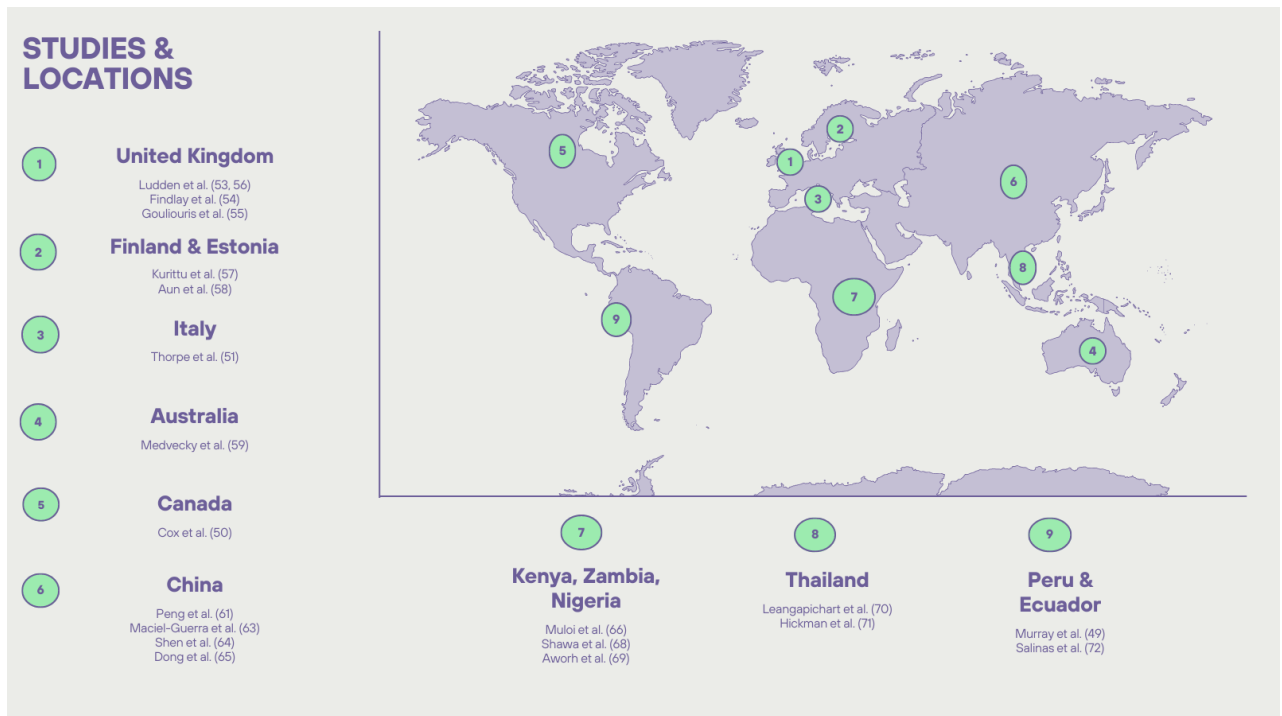 STUDIES &
LOCATIONS
1
United Kingdom
Ludden et al. (53, 56)
Findlay et al. (54)
Gouliouris et al. (55)
2
Finland & Estonia
Kurittu et al. (57)
Aun et al. (58)
3
Italy
Thorpe et al. (51)
4
Australia
Medvecky et al. (59)
5
Canada
Cox et al. (50)
6
China
Peng et al. (61)
Maciel-Guerra et al. (63)
Shen et al. (64)
Dong et al. (65)
5
2
1
3
6
8
7
9
4
7
Kenya, Zambia,
Nigeria
Muloi et al. (66)
Shawa et al. (68)
Aworh et al. (69)
8
Thailand
Leangapichart et al. (70)
Hickman et al. (71)
9
Peru &
Ecuador
Murray et al. (49)
Salinas et al. (72)